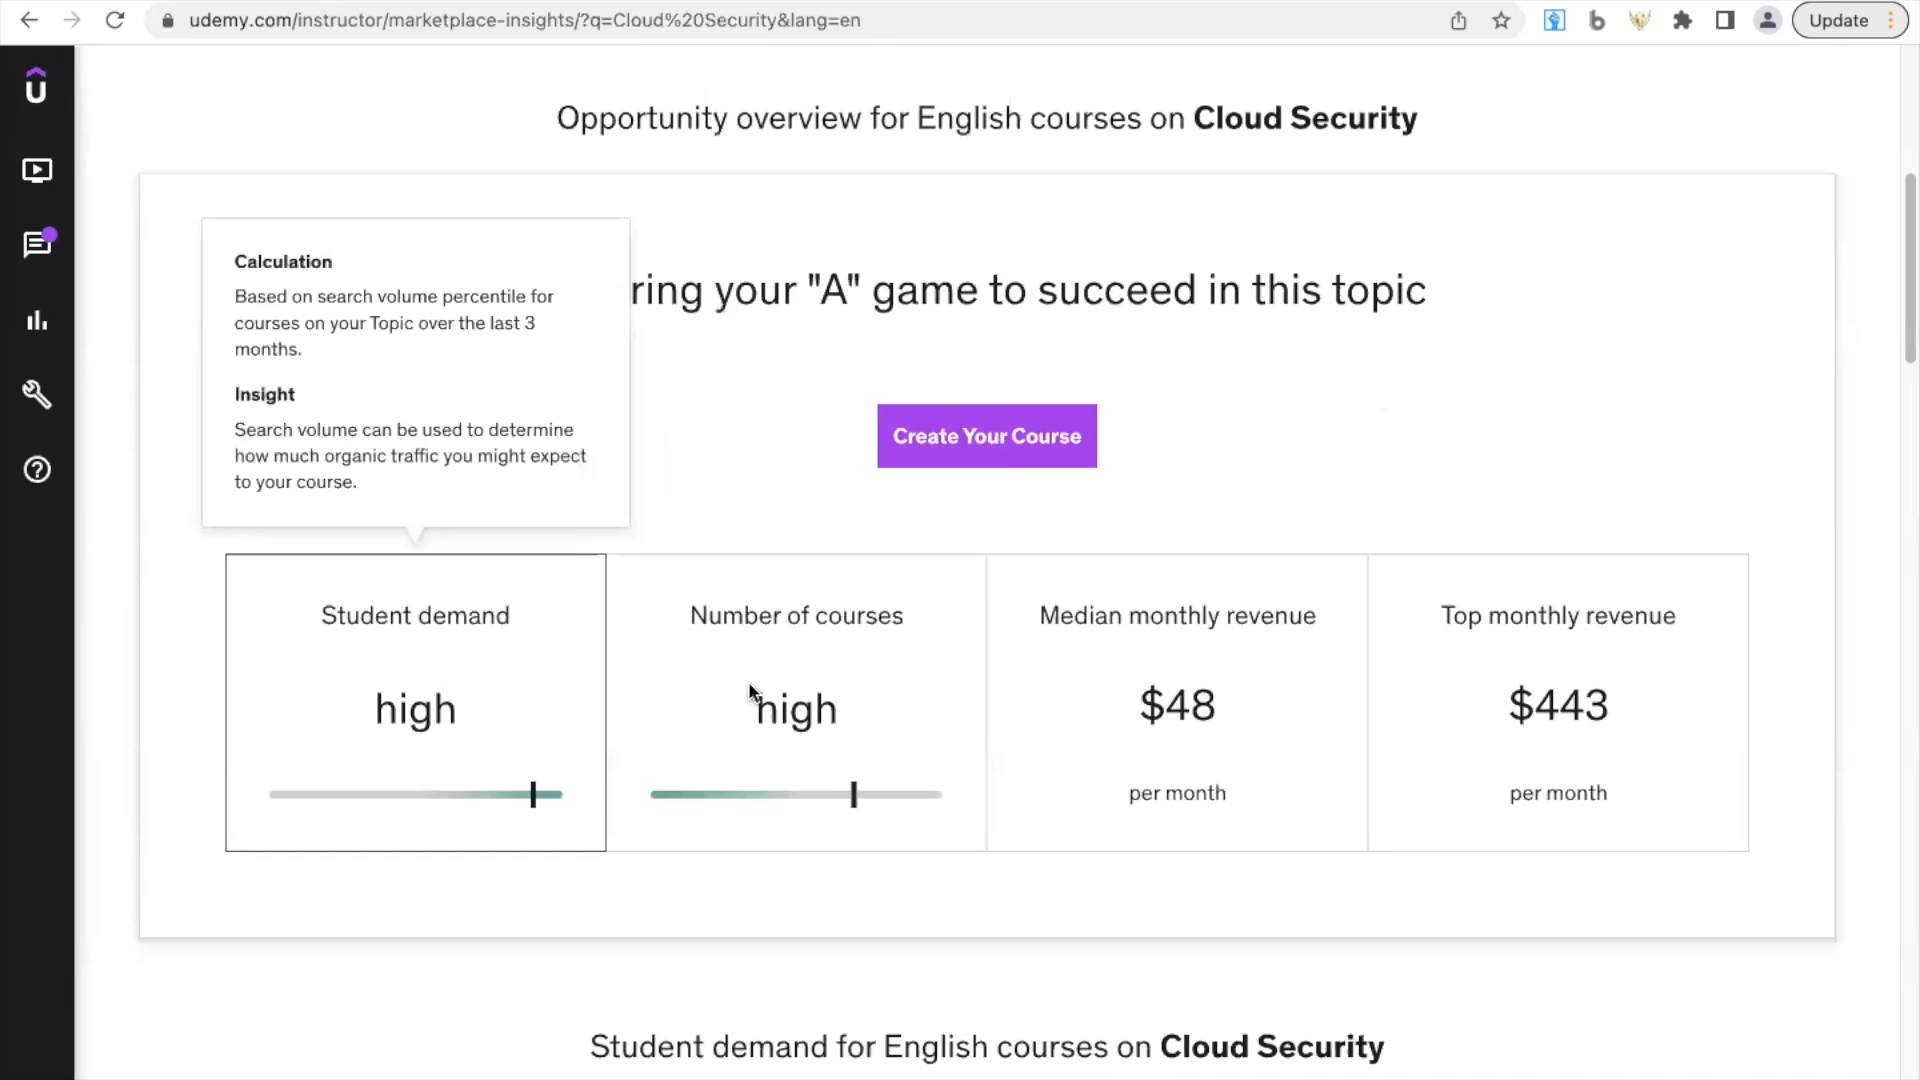 udemy.com/instructor/marketplace-insights/?q=Cloud%20Security&lang=en
Update
Opportunity overview for English courses on Cloud Security
Calculation
Based on search volume percentile for
courses on your Topic over the last 3
months.
Insight
Search volume can be used to determine
how much organic traffic you might expect
to your course.
ring your "A" game to succeed in this topic
Create Your Course
Student demand
high
Number of courses
high
Median monthly revenue
$48
per month
Top monthly revenue
$443
per month
Student demand for English courses on Cloud Security